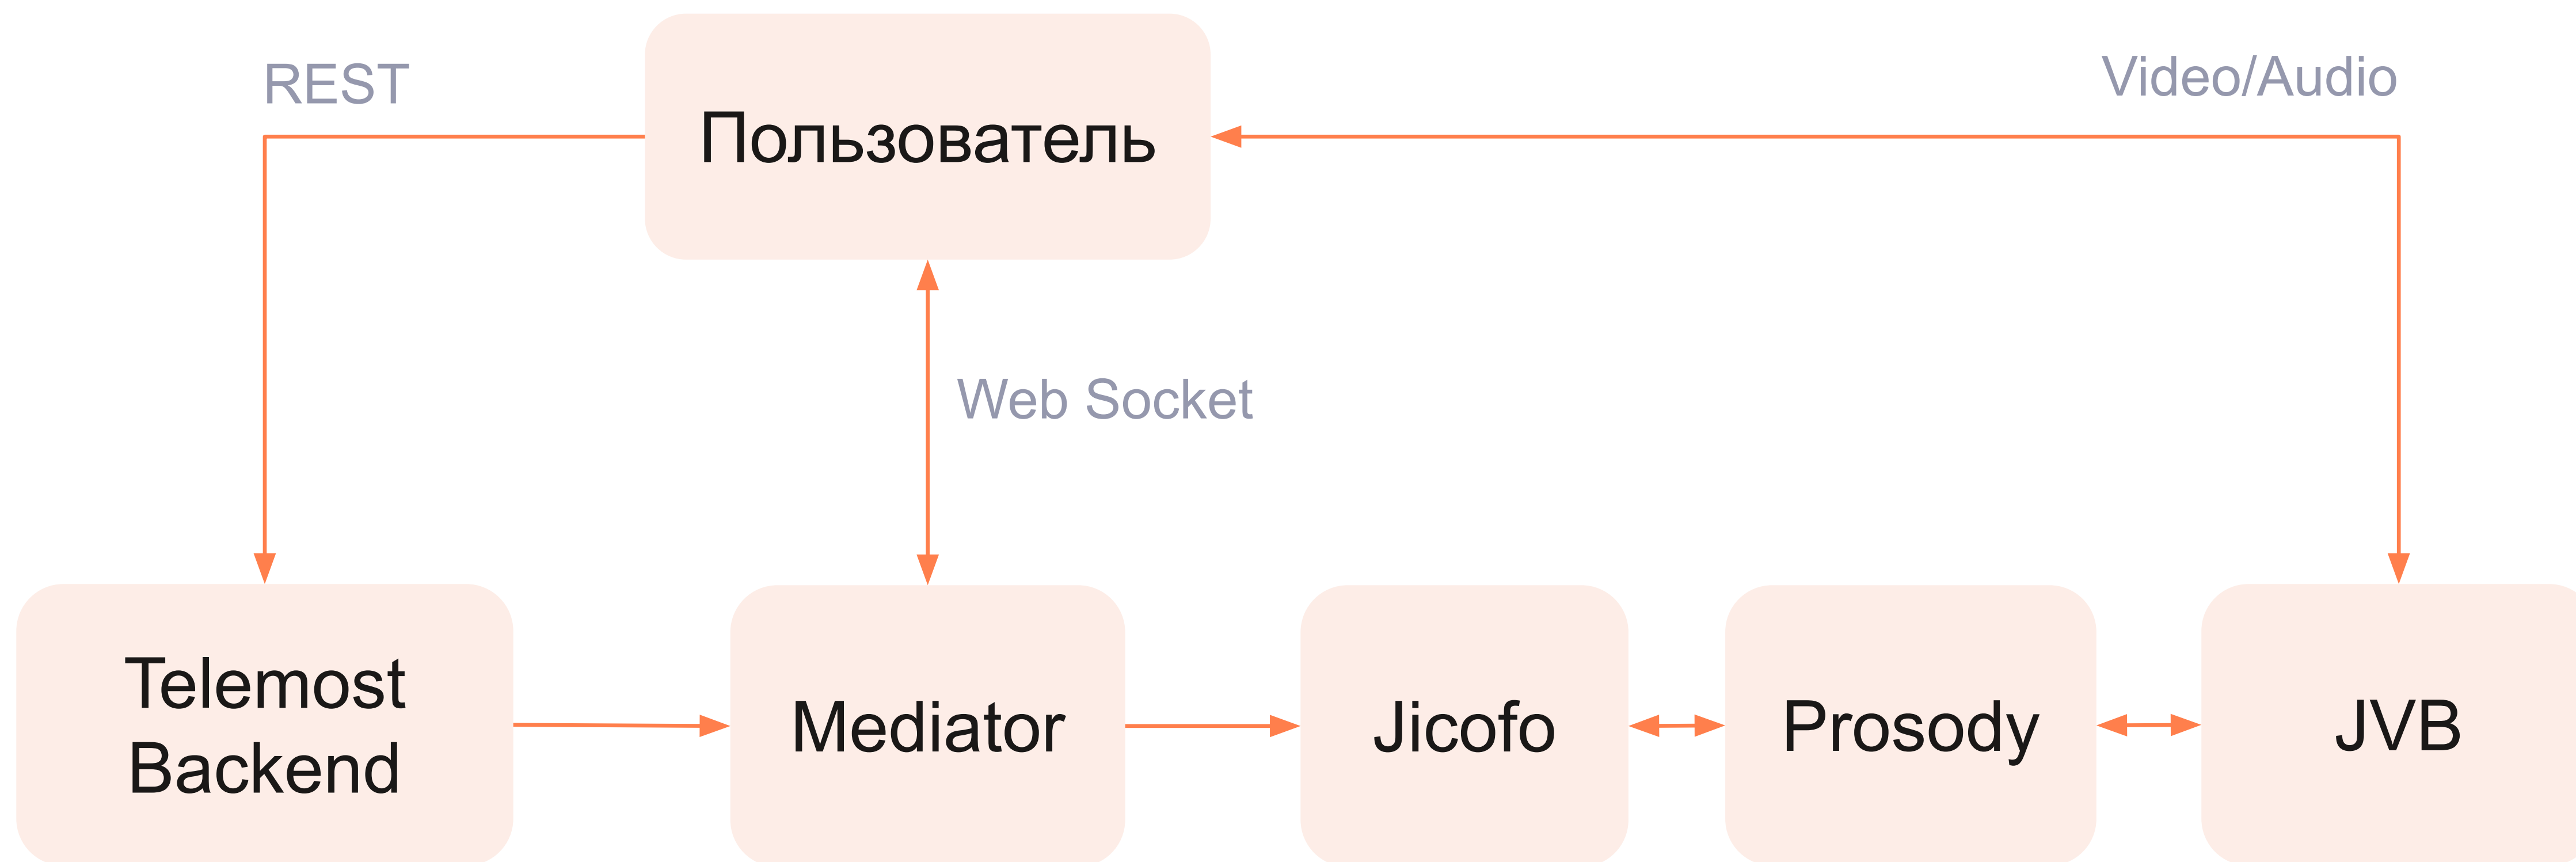 REST
Пользователь
Video/Audio
Web Socket
Telemost
Backend
Mediator
Jicofo
Prosody
JVB